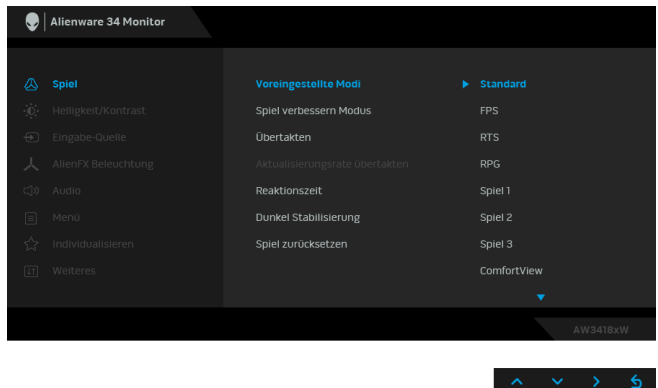 Alienware 34 Monitor
Spiel Voreingestellte Modi Standard
Helligkeit/Kontrast Spiel verbessern Modus FPS
Eingabe-Quelle Übertakten RTS
AlienFX Beleuchtung Aktualisierungsrate übertakten RPG
Audio Reaktionszeit Spiel 1
Menü Dunkel Stabilisierung Spiel 2
Individualisieren Spiel zurücksetzen Spiel 3
Weiteres ComfortView
AW3418xW